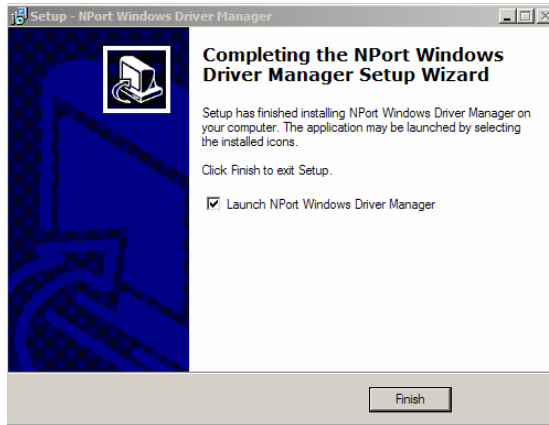 Setup - NPort Windows Driver Manager
Completing the NPort Windows
Driver Manager Setup Wizard
Setup has finished installing NPort Windows Driver Manager on
your computer. The application may be launched by selecting
the installed icons.
Click Finish to exit Setup.
Launch NPort Windows Driver Manager
Finish